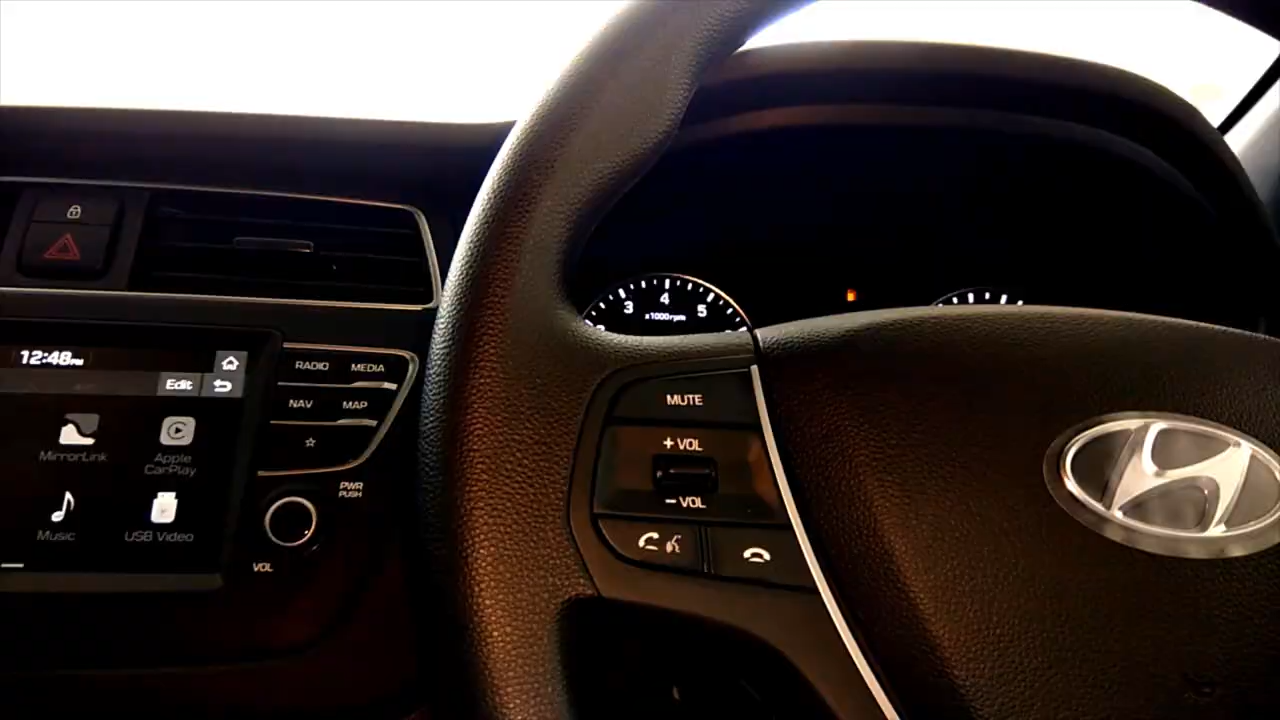 12:48PM
Edit
MirrorLink
Apple
CarPlay
Music
USB Video
RADIO
MEDIA
NAV
MAP
PWR
PUSH
VOL
3
4
5
x1000rpm
MUTE
+ VOL
− VOL